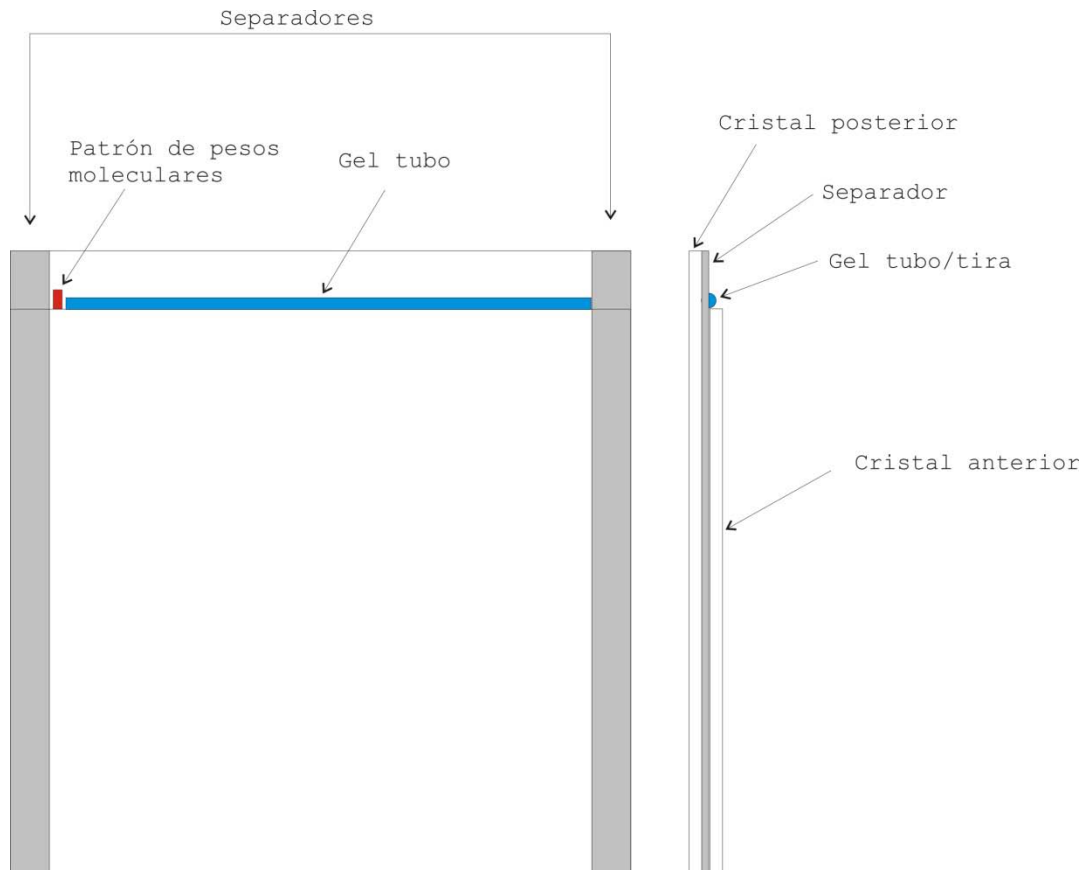 Separadores
Patrón de pesos
moleculares
Gel tubo
Cristal posterior
Separador
Gel tubo/tira
Cristal anterior